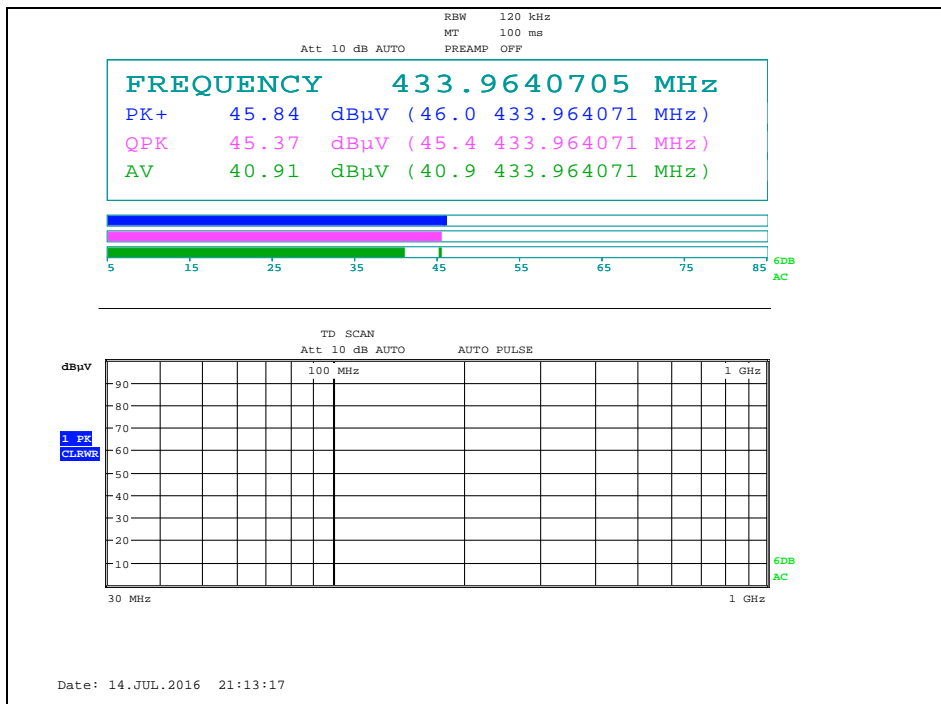 RBW 120 kHz
MT 100 ms
Att 10 dB AUTO PREAMP OFF
FREQUENCY 433.9640705 MHz
PK+ 45.84 dBµV (46.0 433.964071 MHz)
QPK 45.37 dBµV (45.4 433.964071 MHz)
AV 40.91 dBµV (40.9 433.964071 MHz)
5 15 25 35 45 55 65 75 85
6DB
AC
TD SCAN
Att 10 dB AUTO AUTO PULSE
dBµV
100 MHz 1 GHz
90
80
70
1 PK
CLRWR
60
50
40
30
20
10
6DB
AC
30 MHz 1 GHz
Date: 14.JUL.2016 21:13:17